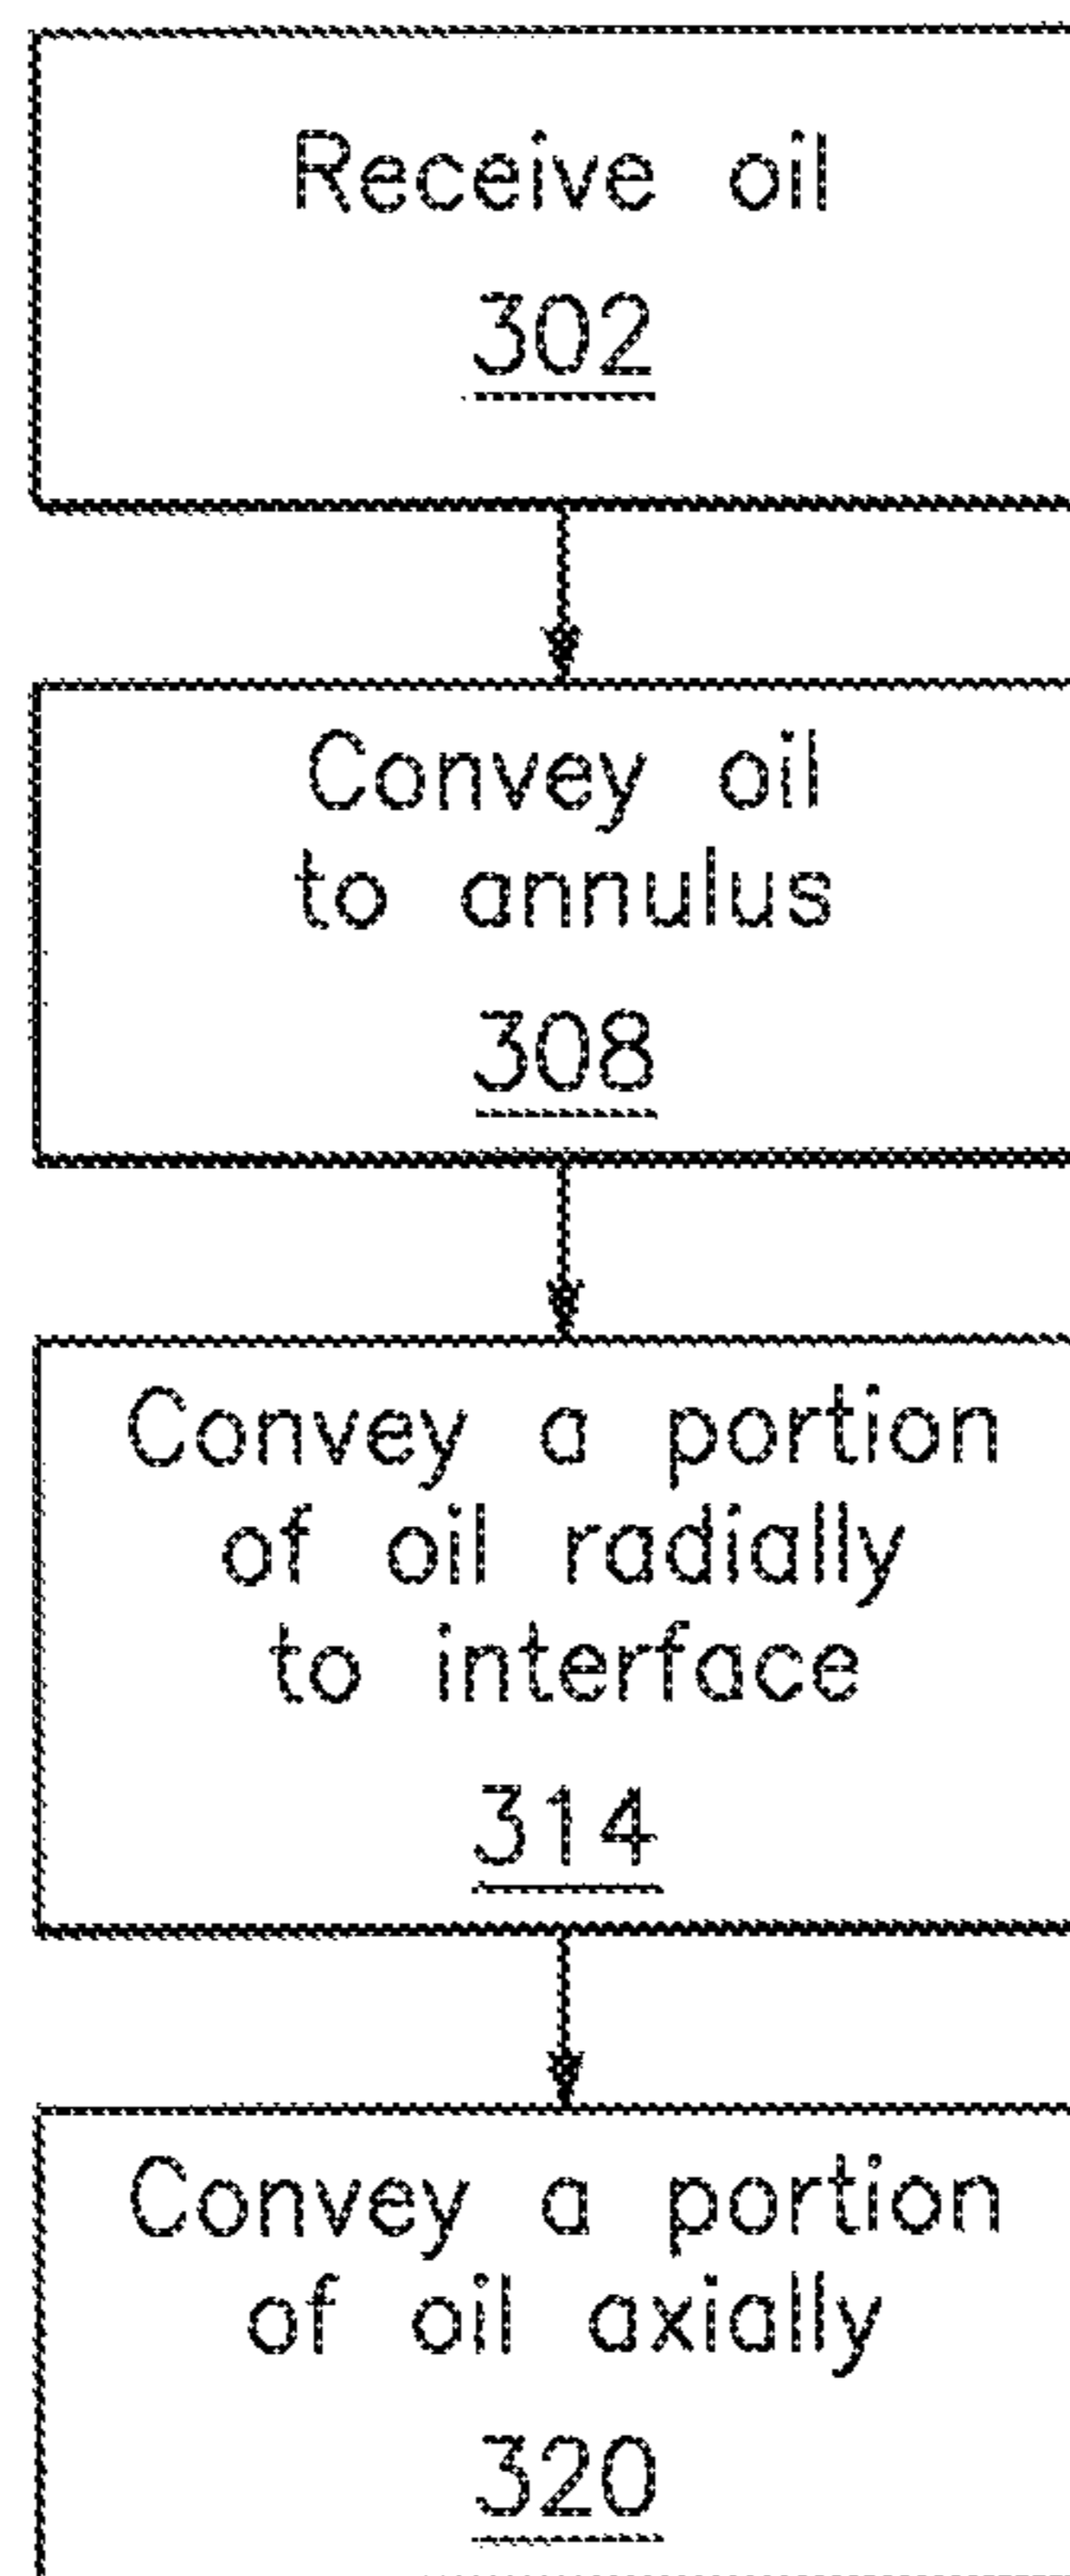 Receive oil
302
Convey oil
to annulus
308
Convey a portion
of oil radially
to interface
314
Convey a portion
of oil axially
320